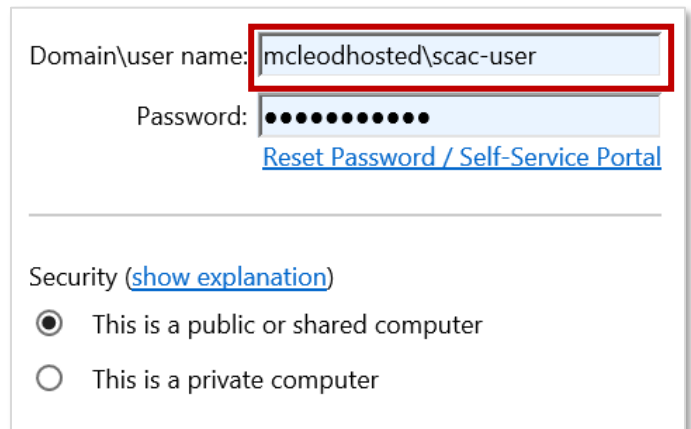 Domain\user name: mcleodhosted\scac-user
Password: ●●●●●●●●●●●
Reset Password / Self-Service Portal
Security (show explanation)
This is a public or shared computer
This is a private computer